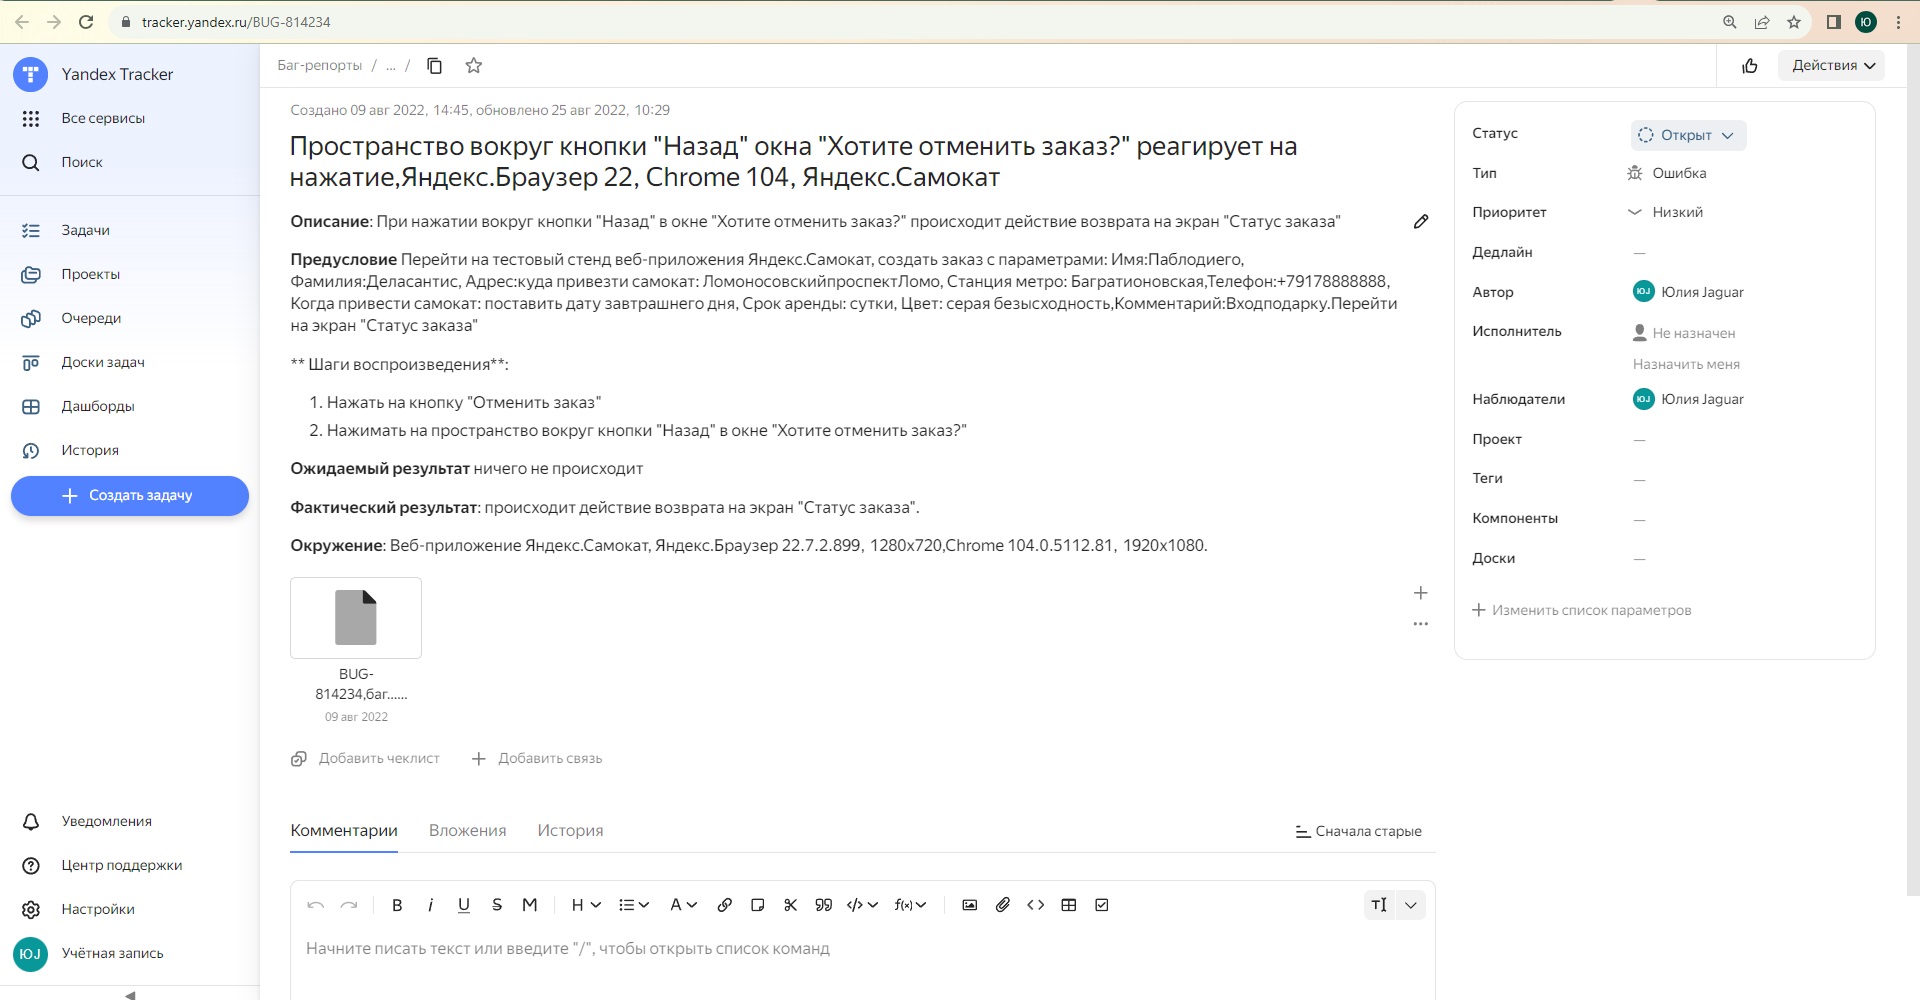 tracker.yandex.ru/BUG-814234
Ю
Yandex Tracker
Все сервисы
Поиск
Задачи
Проекты
Очереди
Доски задач
Дашборды
История
Создать задачу
Уведомления
Центр поддержки
Настройки
ЮJ Учётная запись
Баг-репорты / ... /
Действия
Создано 09 авг 2022, 14:45, обновлено 25 авг 2022, 10:29
Пространство вокруг кнопки "Назад" окна "Хотите отменить заказ?" реагирует на
нажатие,Яндекс.Браузер 22, Chrome 104, Яндекс.Самокат
Описание: При нажатии вокруг кнопки "Назад" в окне "Хотите отменить заказ?" происходит действие возврата на экран "Статус заказа"
Предусловие Перейти на тестовый стенд веб-приложения Яндекс.Самокат, создать заказ с параметрами: Имя:Паблодиего,
Фамилия:Деласантис, Адрес:куда привезти самокат: ЛомоносовскийпроспектЛомо, Станция метро: Багратионовская,Телефон:+79178888888,
Когда привести самокат: поставить дату завтрашнего дня, Срок аренды: сутки, Цвет: серая безысходность,Комментарий:Входподарку.Перейти
на экран "Статус заказа"
** Шаги воспроизведения**:
1. Нажать на кнопку "Отменить заказ"
2. Нажимать на пространство вокруг кнопки "Назад" в окне "Хотите отменить заказ?"
Ожидаемый результат ничего не происходит
Фактический результат: происходит действие возврата на экран "Статус заказа".
Окружение: Веб-приложение Яндекс.Самокат, Яндекс.Браузер 22.7.2.899, 1280x720,Chrome 104.0.5112.81, 1920x1080.
BUG-
814234,баг......
09 авг 2022
Добавить чеклист
Добавить связь
Комментарии Вложения История
Сначала старые
B i U S M H A f(x) T
Начните писать текст или введите "/", чтобы открыть список команд
Статус Открыт
Тип Ошибка
Приоритет Низкий
Дедлайн —
Автор ЮJ Юлия Jaguar
Исполнитель Не назначен
Назначить меня
Наблюдатели ЮJ Юлия Jaguar
Проект —
Теги —
Компоненты —
Доски —
Изменить список параметров